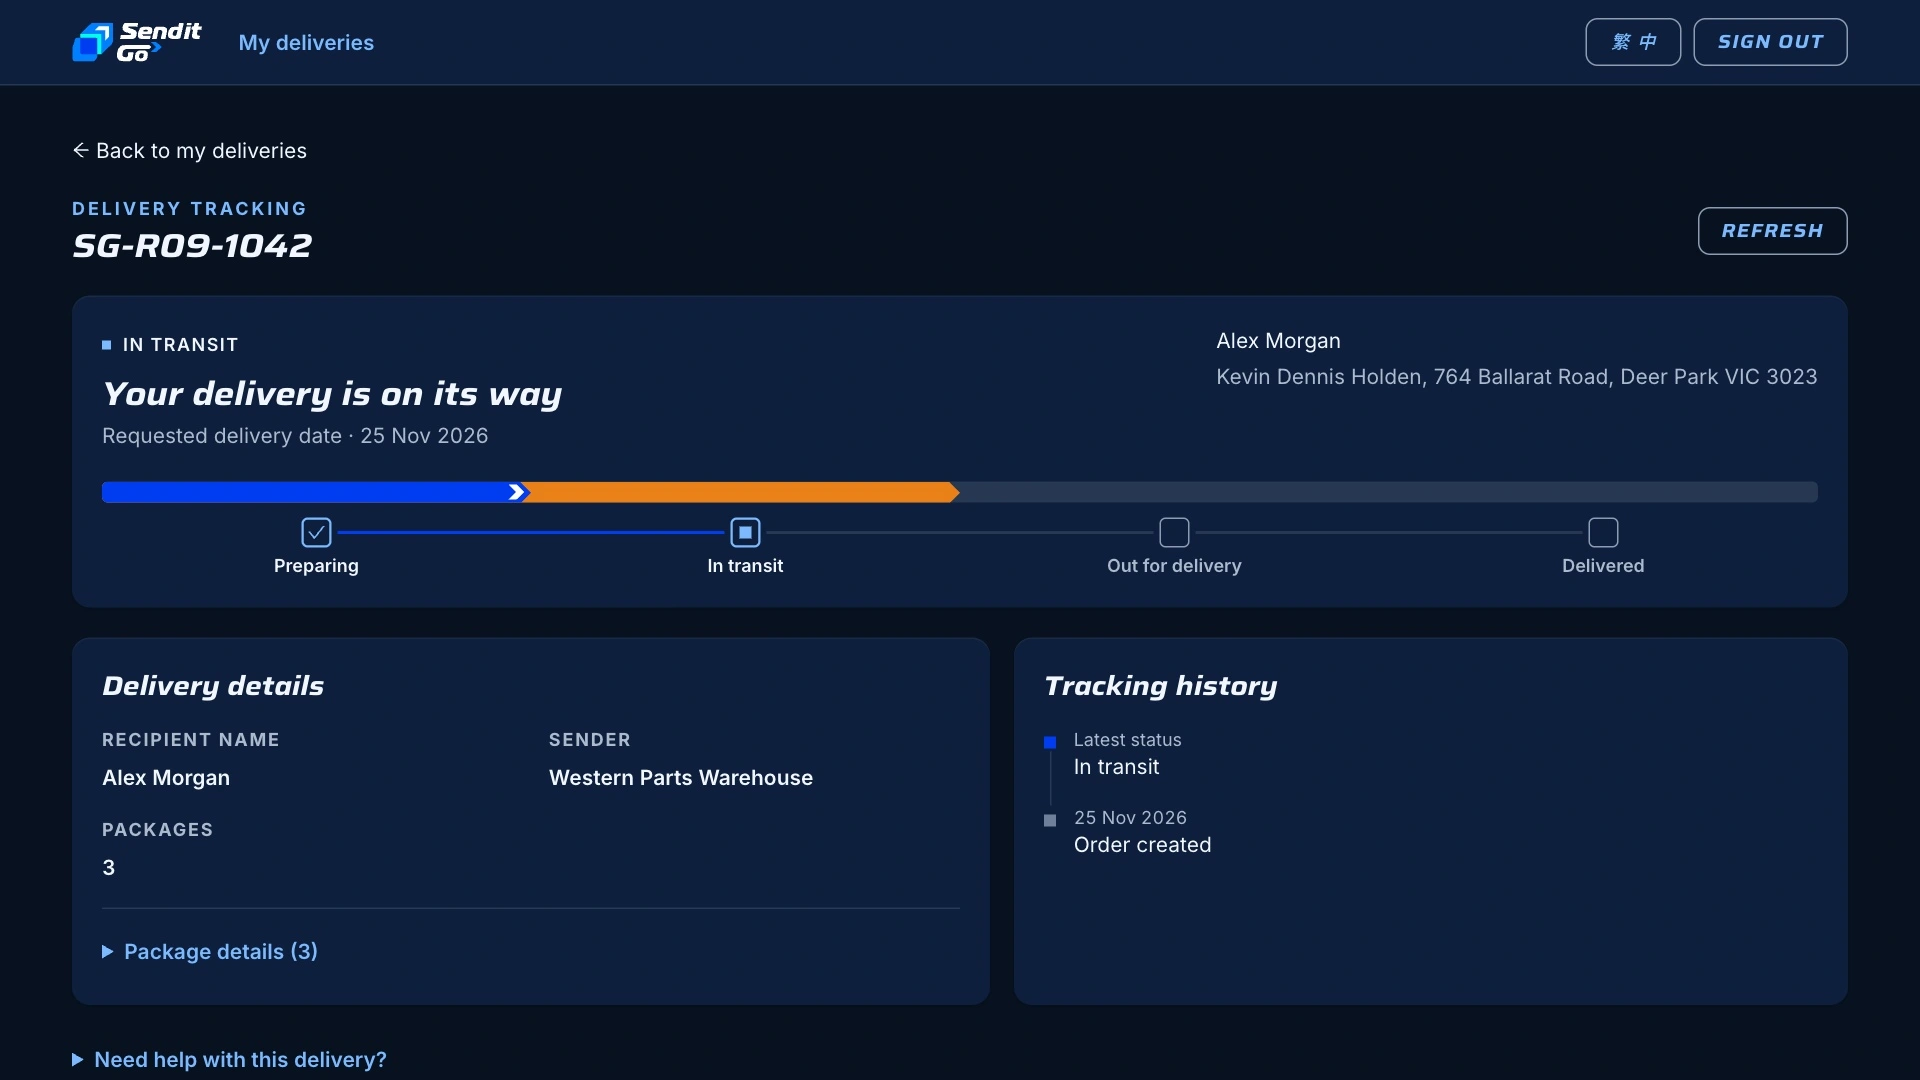 Sendit
Go
My deliveries
繁 中
SIGN OUT
← Back to my deliveries
DELIVERY TRACKING
SG-R09-1042
REFRESH
IN TRANSIT
Your delivery is on its way
Requested delivery date · 25 Nov 2026
Alex Morgan
Kevin Dennis Holden, 764 Ballarat Road, Deer Park VIC 3023
Preparing
In transit
Out for delivery
Delivered
Delivery details
RECIPIENT NAME
Alex Morgan
SENDER
Western Parts Warehouse
PACKAGES
3
Package details (3)
Tracking history
Latest status
In transit
25 Nov 2026
Order created
Need help with this delivery?